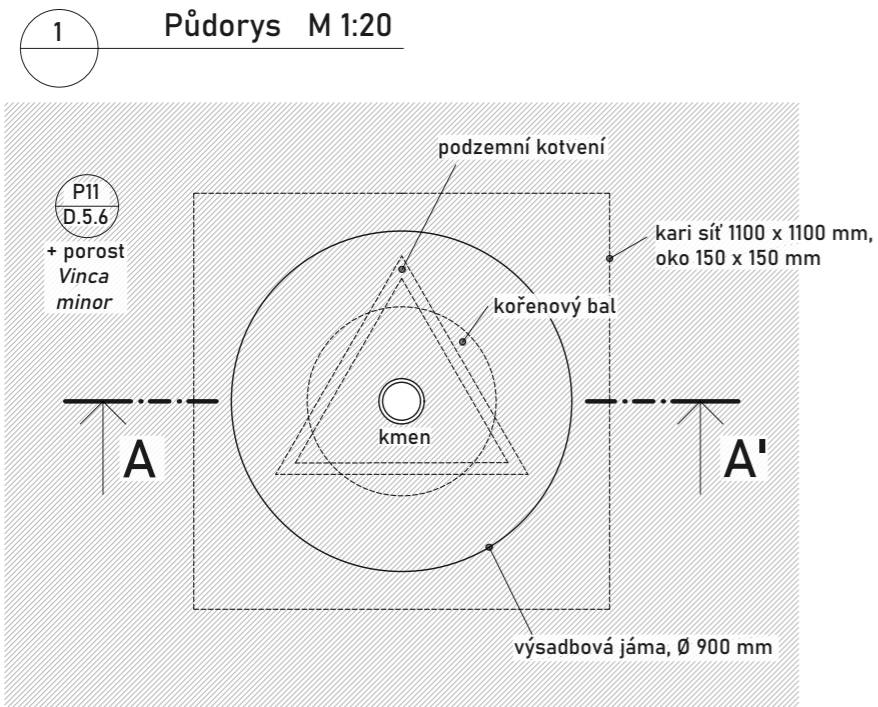 1
Půdorys M 1:20
podzemní kotvení
P11
D.5.6
+ porost
Vinca
minor
kari síť 1100 x 1100 mm,
oko 150 x 150 mm
kořenový bal
kmen
A
A'
výsadbová jáma, Ø 900 mm